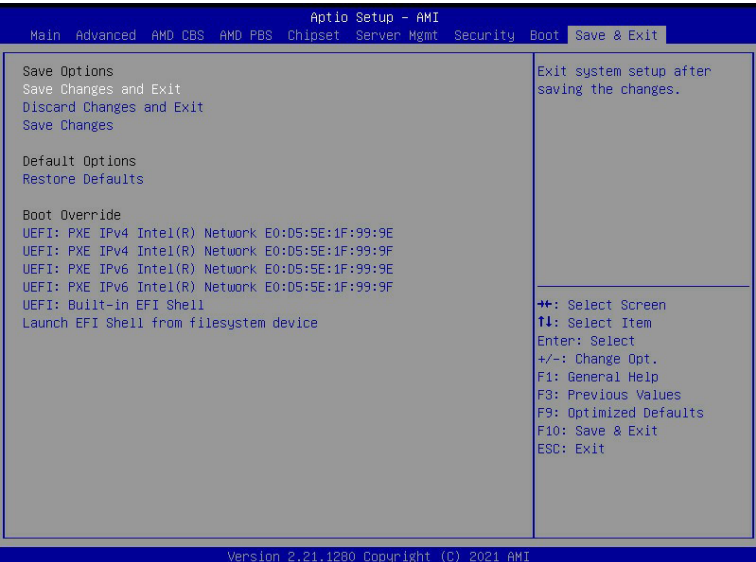 Aptio Setup – AMI
Main Advanced AMD CBS AMD PBS Chipset Server Mgmt Security Boot Save & Exit
Save Options
Save Changes and Exit
Discard Changes and Exit
Save Changes
Default Options
Restore Defaults
Boot Override
UEFI: PXE IPv4 Intel(R) Network E0:D5:5E:1F:99:9E
UEFI: PXE IPv4 Intel(R) Network E0:D5:5E:1F:99:9F
UEFI: PXE IPv6 Intel(R) Network E0:D5:5E:1F:99:9E
UEFI: PXE IPv6 Intel(R) Network E0:D5:5E:1F:99:9F
UEFI: Built-in EFI Shell
Launch EFI Shell from filesystem device
Exit system setup after
saving the changes.
→←: Select Screen
↑↓: Select Item
Enter: Select
+/-: Change Opt.
F1: General Help
F3: Previous Values
F9: Optimized Defaults
F10: Save & Exit
ESC: Exit
Version 2.21.1280 Copyright (C) 2021 AMI